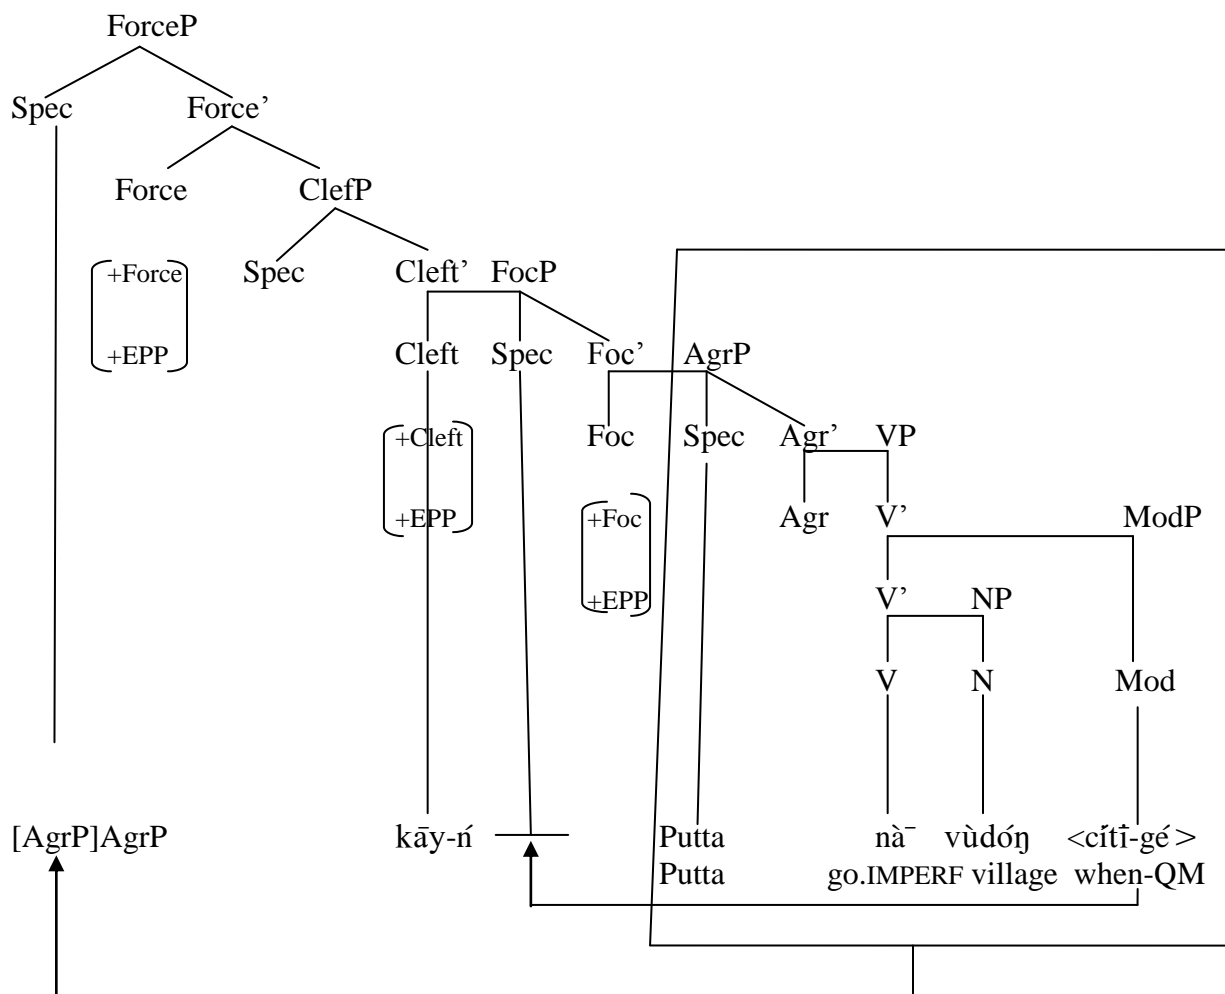 ForceP
Spec Force’
Force ClefP
+Force Spec Cleft’ FocP
+EPP Cleft Spec Foc’ AgrP
+Cleft Foc Spec Agr’ VP
+EPP +Foc Agr V’ ModP
+EPP V’ NP
V N Mod
[AgrP]AgrP kāy-ń Putta nà‾ vùdóŋ <cítī-gé>
Putta go.IMPERF village when-QM